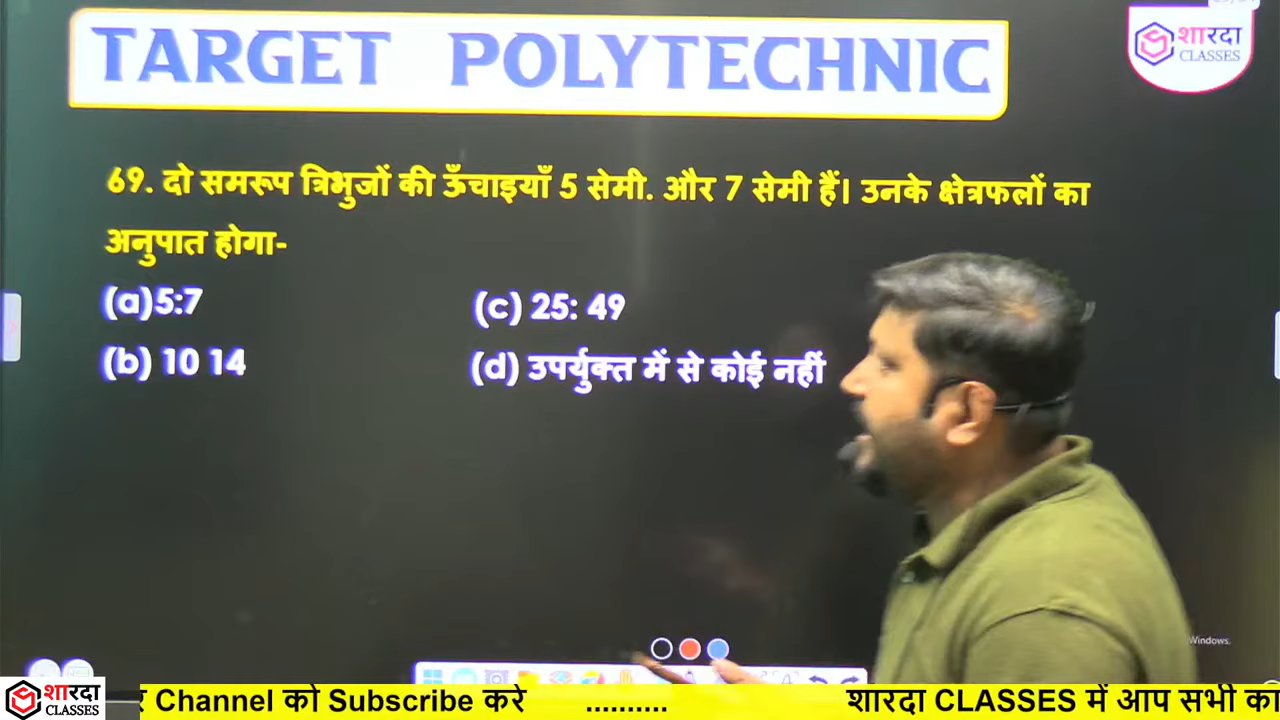 TARGET POLYTECHNIC
शारदा
CLASSES
69. दो समरूप त्रिभुजों की ऊँचाइयाँ 5 सेमी. और 7 सेमी हैं। उनके क्षेत्रफलों का
अनुपात होगा-
(a)5:7
(c) 25: 49
(b) 10 14
(d) उपर्युक्त में से कोई नहीं
Windows.
शारदा
CLASSES
Channel को Subscribe करे .......... शारदा CLASSES में आप सभी का